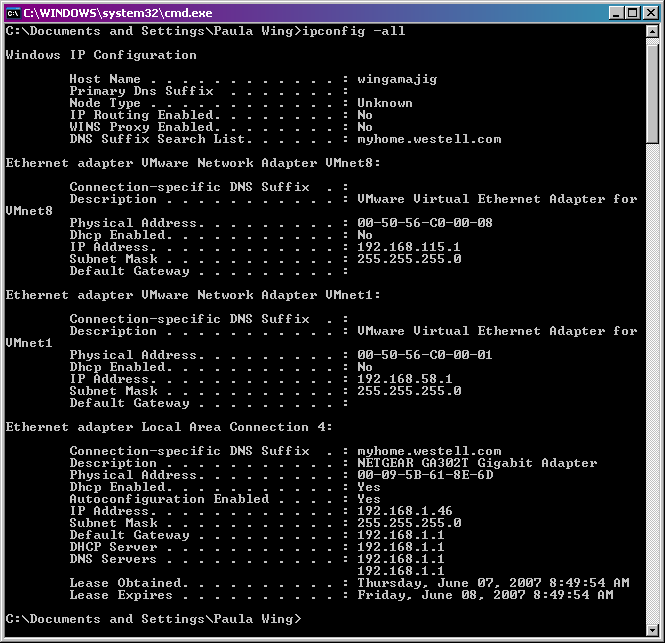 C:\WINDOWS\system32\cmd.exe
C:\Documents and Settings\Paula Wing>ipconfig -all
Windows IP Configuration
Host Name . . . . . . . . . . . . : wingamajig
Primary Dns Suffix  . . . . . . . :
Node Type . . . . . . . . . . . . : Unknown
IP Routing Enabled. . . . . . . . : No
WINS Proxy Enabled. . . . . . . . : No
DNS Suffix Search List. . . . . . : myhome.westell.com
Ethernet adapter VMware Network Adapter VMnet8:
Connection-specific DNS Suffix  . :
Description . . . . . . . . . . . : VMware Virtual Ethernet Adapter for
VMnet8
Physical Address. . . . . . . . . : 00-50-56-C0-00-08
Dhcp Enabled. . . . . . . . . . . : No
IP Address. . . . . . . . . . . . : 192.168.115.1
Subnet Mask . . . . . . . . . . . : 255.255.255.0
Default Gateway . . . . . . . . . :
Ethernet adapter VMware Network Adapter VMnet1:
Connection-specific DNS Suffix  . :
Description . . . . . . . . . . . : VMware Virtual Ethernet Adapter for
VMnet1
Physical Address. . . . . . . . . : 00-50-56-C0-00-01
Dhcp Enabled. . . . . . . . . . . : No
IP Address. . . . . . . . . . . . : 192.168.58.1
Subnet Mask . . . . . . . . . . . : 255.255.255.0
Default Gateway . . . . . . . . . :
Ethernet adapter Local Area Connection 4:
Connection-specific DNS Suffix  . : myhome.westell.com
Description . . . . . . . . . . . : NETGEAR GA302T Gigabit Adapter
Physical Address. . . . . . . . . : 00-09-5B-61-8E-6D
Dhcp Enabled. . . . . . . . . . . : Yes
Autoconfiguration Enabled . . . . : Yes
IP Address. . . . . . . . . . . . : 192.168.1.46
Subnet Mask . . . . . . . . . . . : 255.255.255.0
Default Gateway . . . . . . . . . : 192.168.1.1
DHCP Server . . . . . . . . . . . : 192.168.1.1
DNS Servers . . . . . . . . . . . : 192.168.1.1
192.168.1.1
Lease Obtained. . . . . . . . . . : Thursday, June 07, 2007 8:49:54 AM
Lease Expires . . . . . . . . . . : Friday, June 08, 2007 8:49:54 AM
C:\Documents and Settings\Paula Wing>